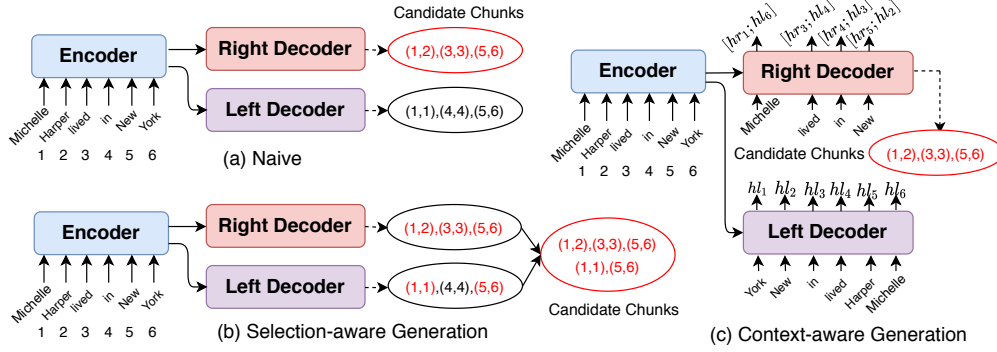 Candidate Chunks
Encoder
Right Decoder
(1,2),(3,3),(5,6)
Left Decoder
(1,1),(4,4),(5,6)
Michelle Harper lived in New York
1 2 3 4 5 6
(a) Naive
Encoder
Right Decoder
(1,2),(3,3),(5,6)
Left Decoder
(1,1),(4,4),(5,6)
(1,2),(3,3),(5,6)
(1,1),(5,6)
Candidate Chunks
Michelle Harper lived in New York
1 2 3 4 5 6
(b) Selection-aware Generation
[hr₁; hl₆]
[hr₃; hl₄]
[hr₄; hl₃]
[hr₅; hl₂]
Encoder
Right Decoder
Michelle Harper lived in New York
1 2 3 4 5 6
Michelle lived in New
Candidate Chunks
(1,2),(3,3),(5,6)
hl₁ hl₂ hl₃ hl₄ hl₅ hl₆
Left Decoder
York New in lived Harper Michelle
(c) Context-aware Generation